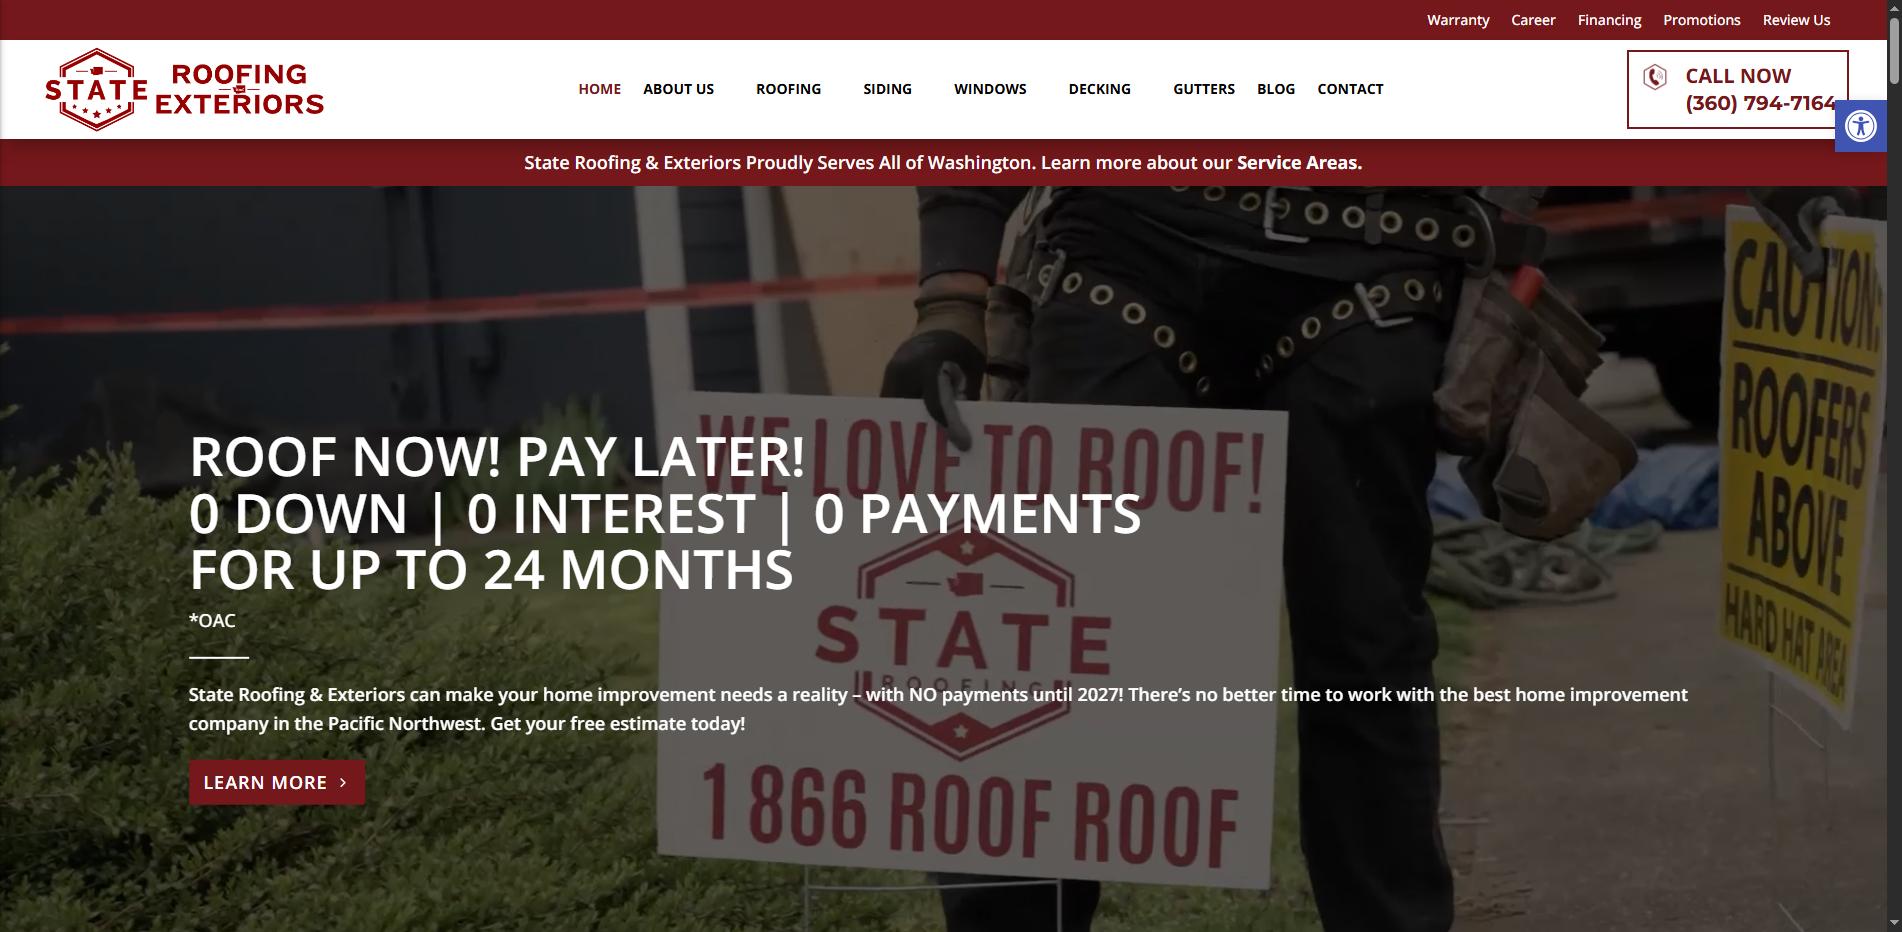 Warranty Career Financing Promotions Review Us
STATE ROOFING EXTERIORS
HOME ABOUT US ROOFING SIDING WINDOWS DECKING GUTTERS BLOG CONTACT
CALL NOW
(360) 794-7164
State Roofing & Exteriors Proudly Serves All of Washington. Learn more about our Service Areas.
CAUTION:
ROOFERS
ABOVE
HARD HAT AREA
WE LOVE TO ROOF!
STATE
ROOFING
1 866 ROOF ROOF
ROOF NOW! PAY LATER!
0 DOWN | 0 INTEREST | 0 PAYMENTS
FOR UP TO 24 MONTHS
*OAC
State Roofing & Exteriors can make your home improvement needs a reality – with NO payments until 2027! There’s no better time to work with the best home improvement
company in the Pacific Northwest. Get your free estimate today!
LEARN MORE >